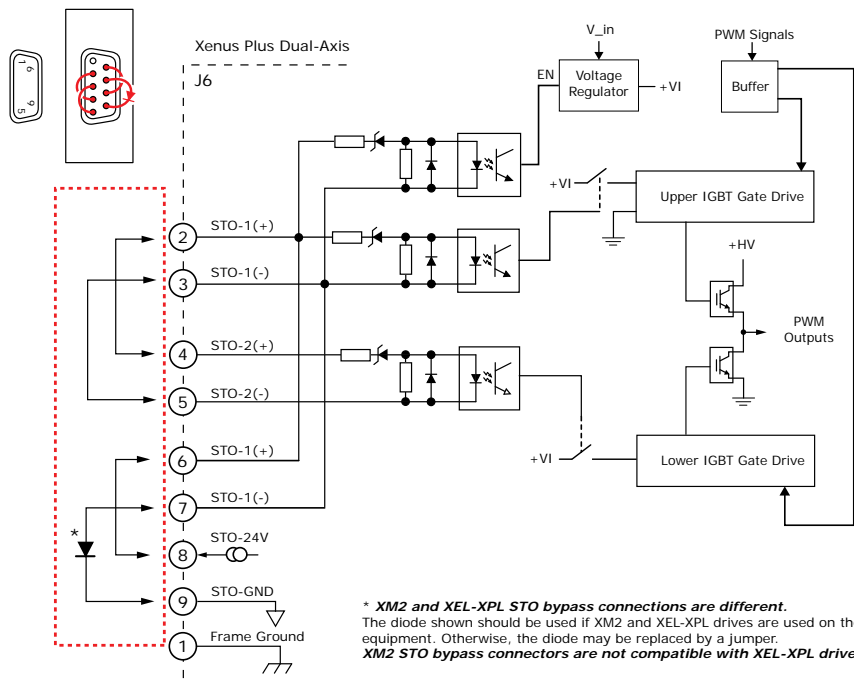 V_in
PWM Signals
Xenus Plus Dual-Axis
J6
1
6
9
5
EN
Voltage
Regulator
+VI
Buffer
+VI
Upper IGBT Gate Drive
2
STO-1(+)
+HV
3
STO-1(-)
PWM
Outputs
4
STO-2(+)
5
STO-2(-)
6
STO-1(+)
+VI
Lower IGBT Gate Drive
7
STO-1(-)
*
8
STO-24V
9
STO-GND
1
Frame Ground
* XM2 and XEL-XPL STO bypass connections are different.
The diode shown should be used if XM2 and XEL-XPL drives are used on the
equipment. Otherwise, the diode may be replaced by a jumper.
XM2 STO bypass connectors are not compatible with XEL-XPL drive